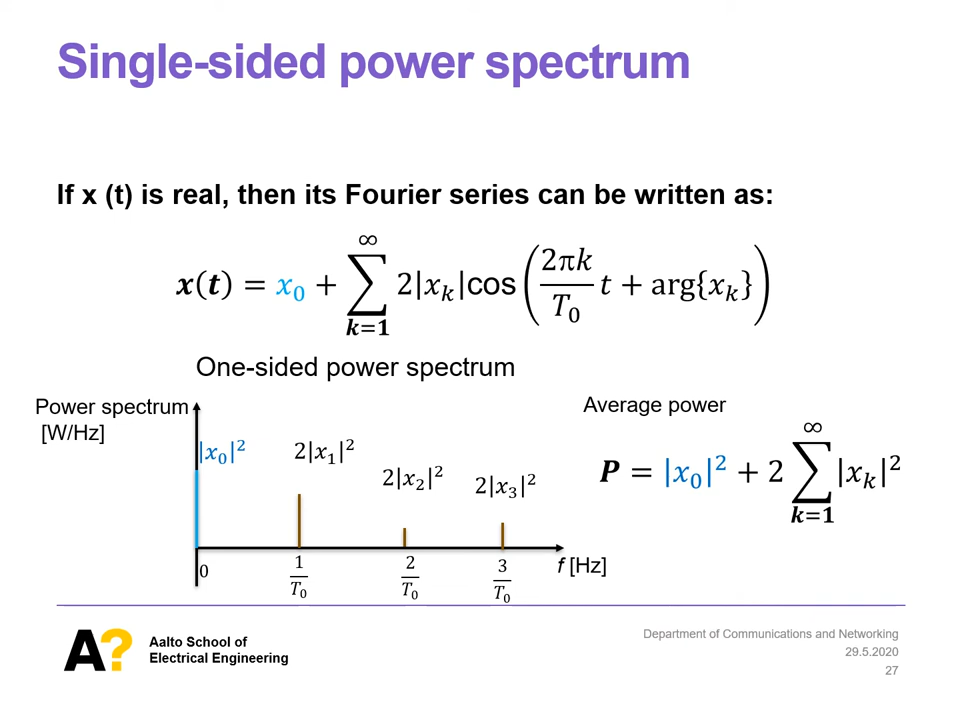 Single-sided power spectrum
If x (t) is real, then its Fourier series can be written as:
x(t) = x₀ + ∑_{k=1}^{∞} 2|xₖ|cos(2πk/T₀ t + arg{xₖ})
One-sided power spectrum
Power spectrum
[W/Hz]
|x₀|²
2|x₁|²
2|x₂|²
2|x₃|²
0
1/T₀
2/T₀
3/T₀
f [Hz]
Average power
P = |x₀|² + 2 ∑_{k=1}^{∞} |xₖ|²
A?
Aalto School of
Electrical Engineering
Department of Communications and Networking
29.5.2020
27